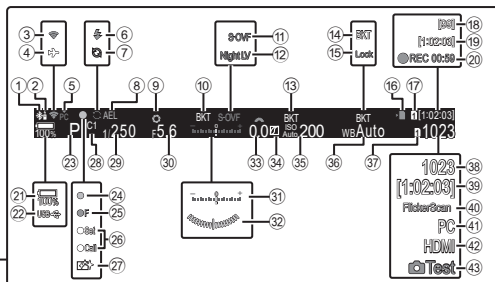 ③ ④
⑥ ⑦
S-OVF ⑪
Night LV ⑫
⑭ BKT
⑮ Lock
[99] ⑱
[1:02:03] ⑲
REC 00:59 ⑳
① ② ⑤ ⑧ ⑨ ⑩ ⑬ ⑯ ⑰
PC AEL BKT S-OVF BKT [1:02:03]
100% P C1 1/250 F5.6 0.0 ISO Auto 200 WB Auto 1023
㉓ ㉘ ㉙ ㉚ ㉝ ㉞ ㉟ ㊱ ㊲
㉑ 100%
㉒ USB
㉔
F ㉕
Set
Call ㉖
㉗
㉛
㉜
1023 ㊳
[1:02:03] ㊴
FlickerScan ㊵
PC ㊶
HDMI ㊷
Test ㊸